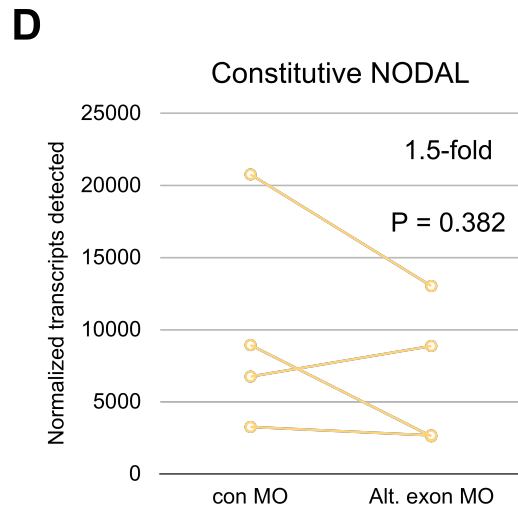 D
Constitutive NODAL
Normalized transcripts detected
25000
20000
15000
10000
5000
0
1.5-fold
P = 0.382
con MO
Alt. exon MO